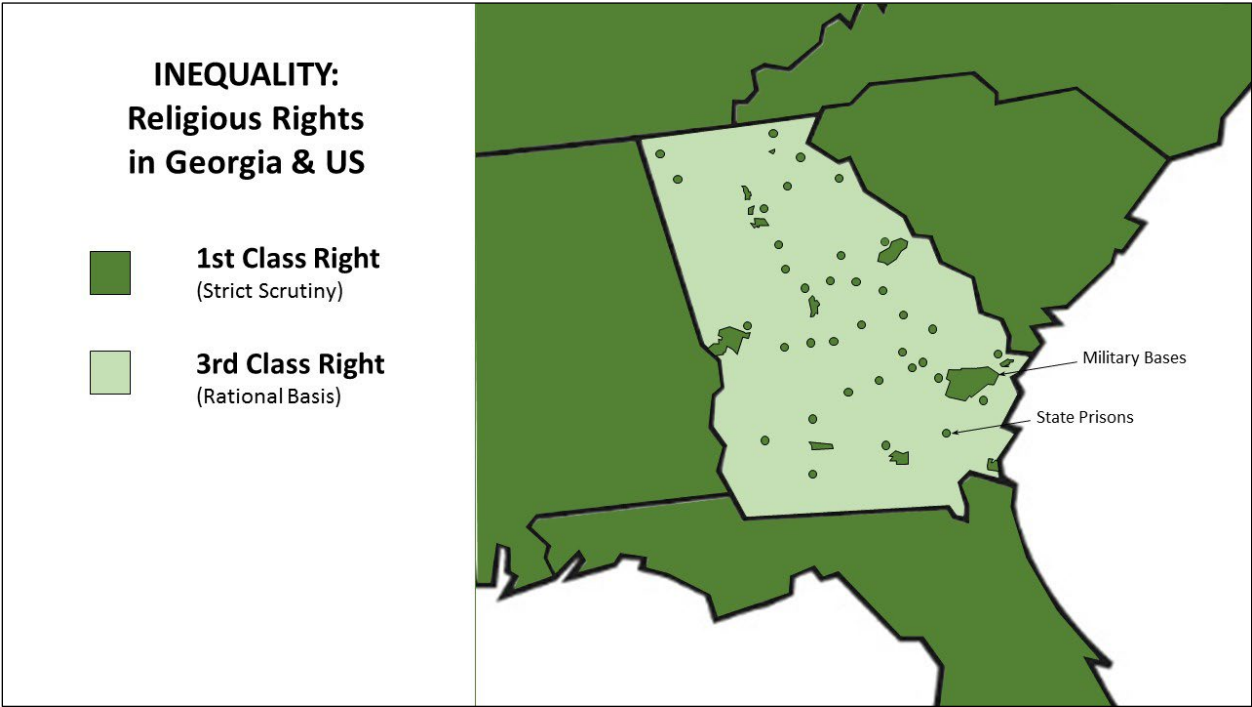 INEQUALITY:
Religious Rights
in Georgia & US
1st Class Right
(Strict Scrutiny)
3rd Class Right
(Rational Basis)
Military Bases
State Prisons